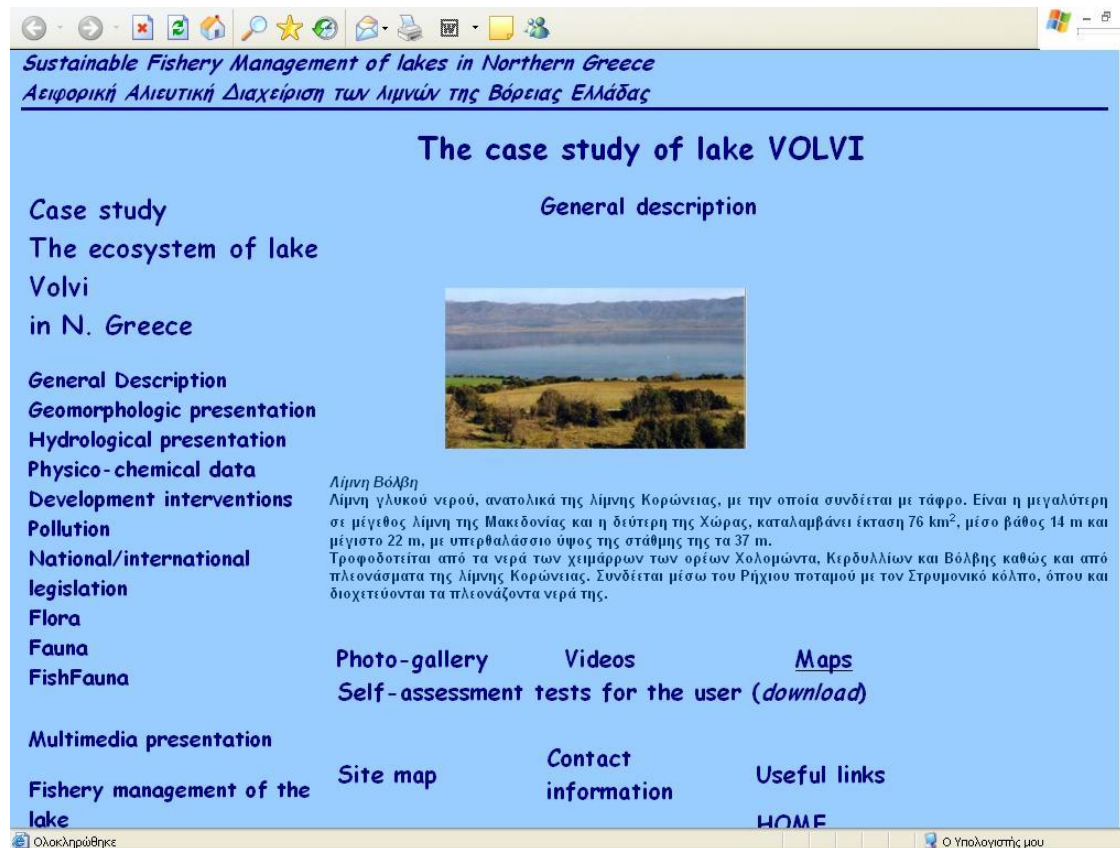 Sustainable Fishery Management of lakes in Northern Greece
Αειφορική Αλιευτική Διαχείριση των λιμνών της Βόρειας Ελλάδας
The case study of lake VOLVI
Case study
The ecosystem of lake
Volvi
in N. Greece
General Description
Geomorphologic presentation
Hydrological presentation
Physico-chemical data
Development interventions
Pollution
National/international
legislation
Flora
Fauna
FishFauna
Multimedia presentation
Fishery management of the
lake
General description
Λίμνη Βόλβη
Λίμνη γλυκού νερού, ανατολικά της λίμνης Κορώνειας, με την οποία συνδέεται με τάφρο. Είναι η μεγαλύτερη
σε μέγεθος λίμνη της Μακεδονίας και η δεύτερη της Χώρας, καταλαμβάνει έκταση 76 km², μέσο βάθος 14 m και
μέγιστο 22 m, με υπερθαλάσσιο ύψος της στάθμης της τα 37 m.
Τροφοδοτείται από τα νερά των χειμάρρων των ορέων Χολομώντα, Κερδυλλίων και Βόλβης καθώς και από
πλεονάσματα της λίμνης Κορώνειας. Συνδέεται μέσω του Ρήχιου ποταμού με τον Στρυμονικό κόλπο, όπου και
διοχετεύονται τα πλεονάζοντα νερά της.
Photo-gallery Videos Maps
Self-assessment tests for the user (download)
Site map
Contact
information
Useful links
HOME
Ολοκληρώθηκε
Ο Υπολογιστής μου